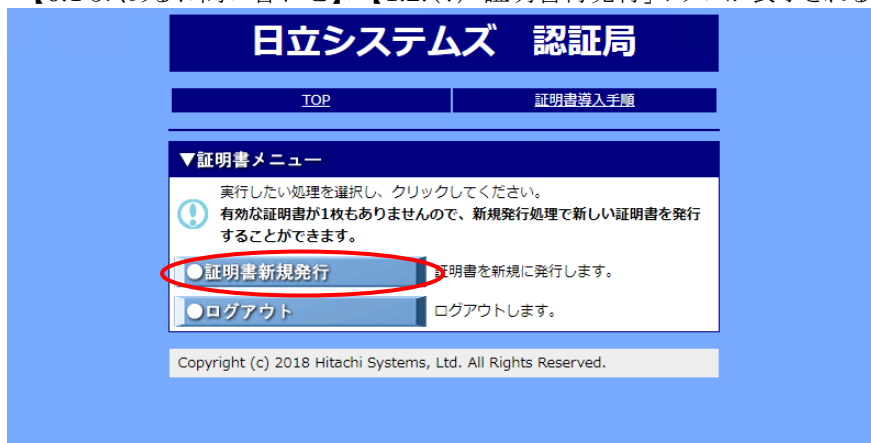 日立システムズ 認証局
TOP
証明書導入手順
▼証明書メニュー
実行したい処理を選択し、クリックしてください。
有効な証明書が1枚もありませんので、新規発行処理で新しい証明書を発行
することができます。
●証明書新規発行
証明書を新規に発行します。
●ログアウト
ログアウトします。
Copyright (c) 2018 Hitachi Systems, Ltd. All Rights Reserved.